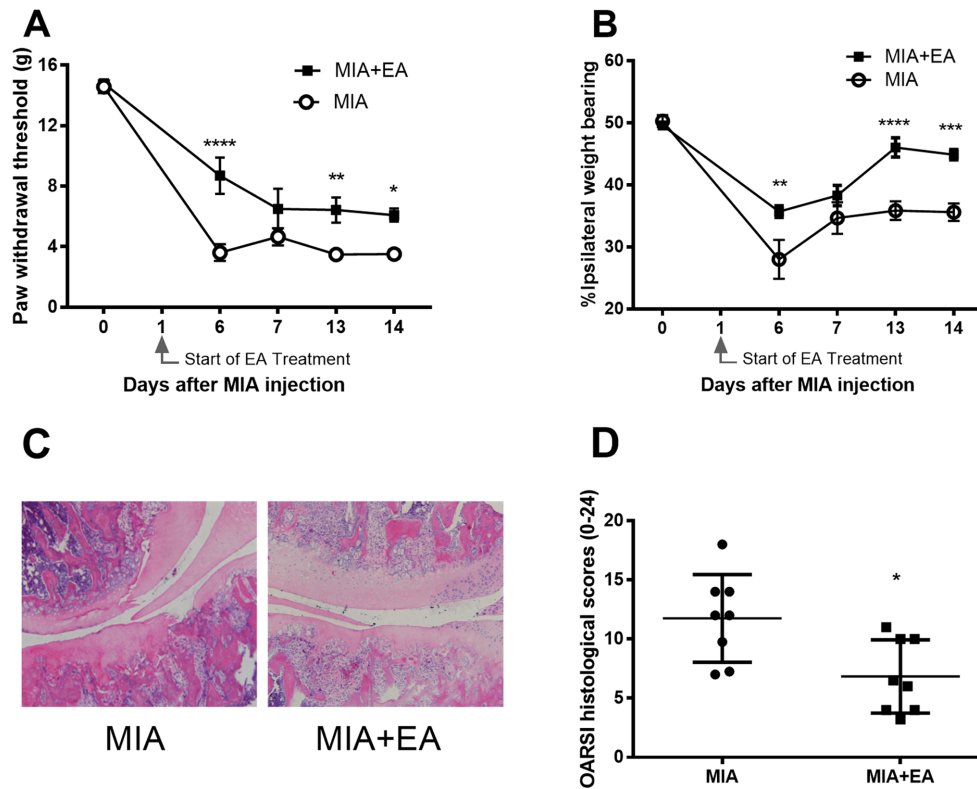 A
Paw withdrawal threshold (g)
16
12
8
4
0
MIA+EA
MIA
****
**
*
0 1 6 7 13 14
Start of EA Treatment
Days after MIA injection
B
%Ipsilateral weight bearing
60
50
40
30
20
MIA+EA
MIA
**
****
***
0 1 6 7 13 14
Start of EA Treatment
Days after MIA injection
C
MIA MIA+EA
D
OARSI histological scores (0-24)
20
15
10
5
0
*
MIA MIA+EA